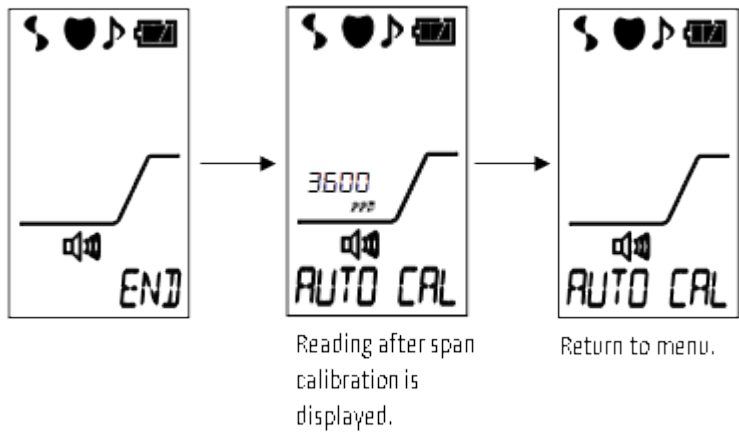 END
3600
ppm
AUTO CAL
Reading after span
calibration is
displayed.
AUTO CAL
Return to menu.